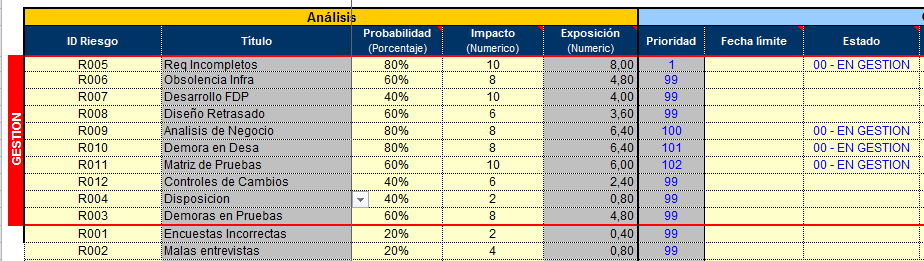 Análisis
ID Riesgo Título Probabilidad (Porcentaje) Impacto (Numerico) Exposición (Numeric) Prioridad Fecha límite Estado
GESTION
R005 Req Incompletos 80% 10 8,00 1 00 - EN GESTION
R006 Obsolencia Infra 60% 8 4,80 99
R007 Desarrollo FDP 40% 10 4,00 99
R008 Diseño Retrasado 60% 6 3,60 99
R009 Analisis de Negocio 80% 8 6,40 100 00 - EN GESTION
R010 Demora en Desa 80% 8 6,40 101 00 - EN GESTION
R011 Matriz de Pruebas 60% 10 6,00 102 00 - EN GESTION
R012 Controles de Cambios 40% 6 2,40 99
R004 Disposicion 40% 2 0,80 99
R003 Demoras en Pruebas 60% 8 4,80 99
R001 Encuestas Incorrectas 20% 2 0,40 99
R002 Malas entrevistas 20% 4 0,80 99